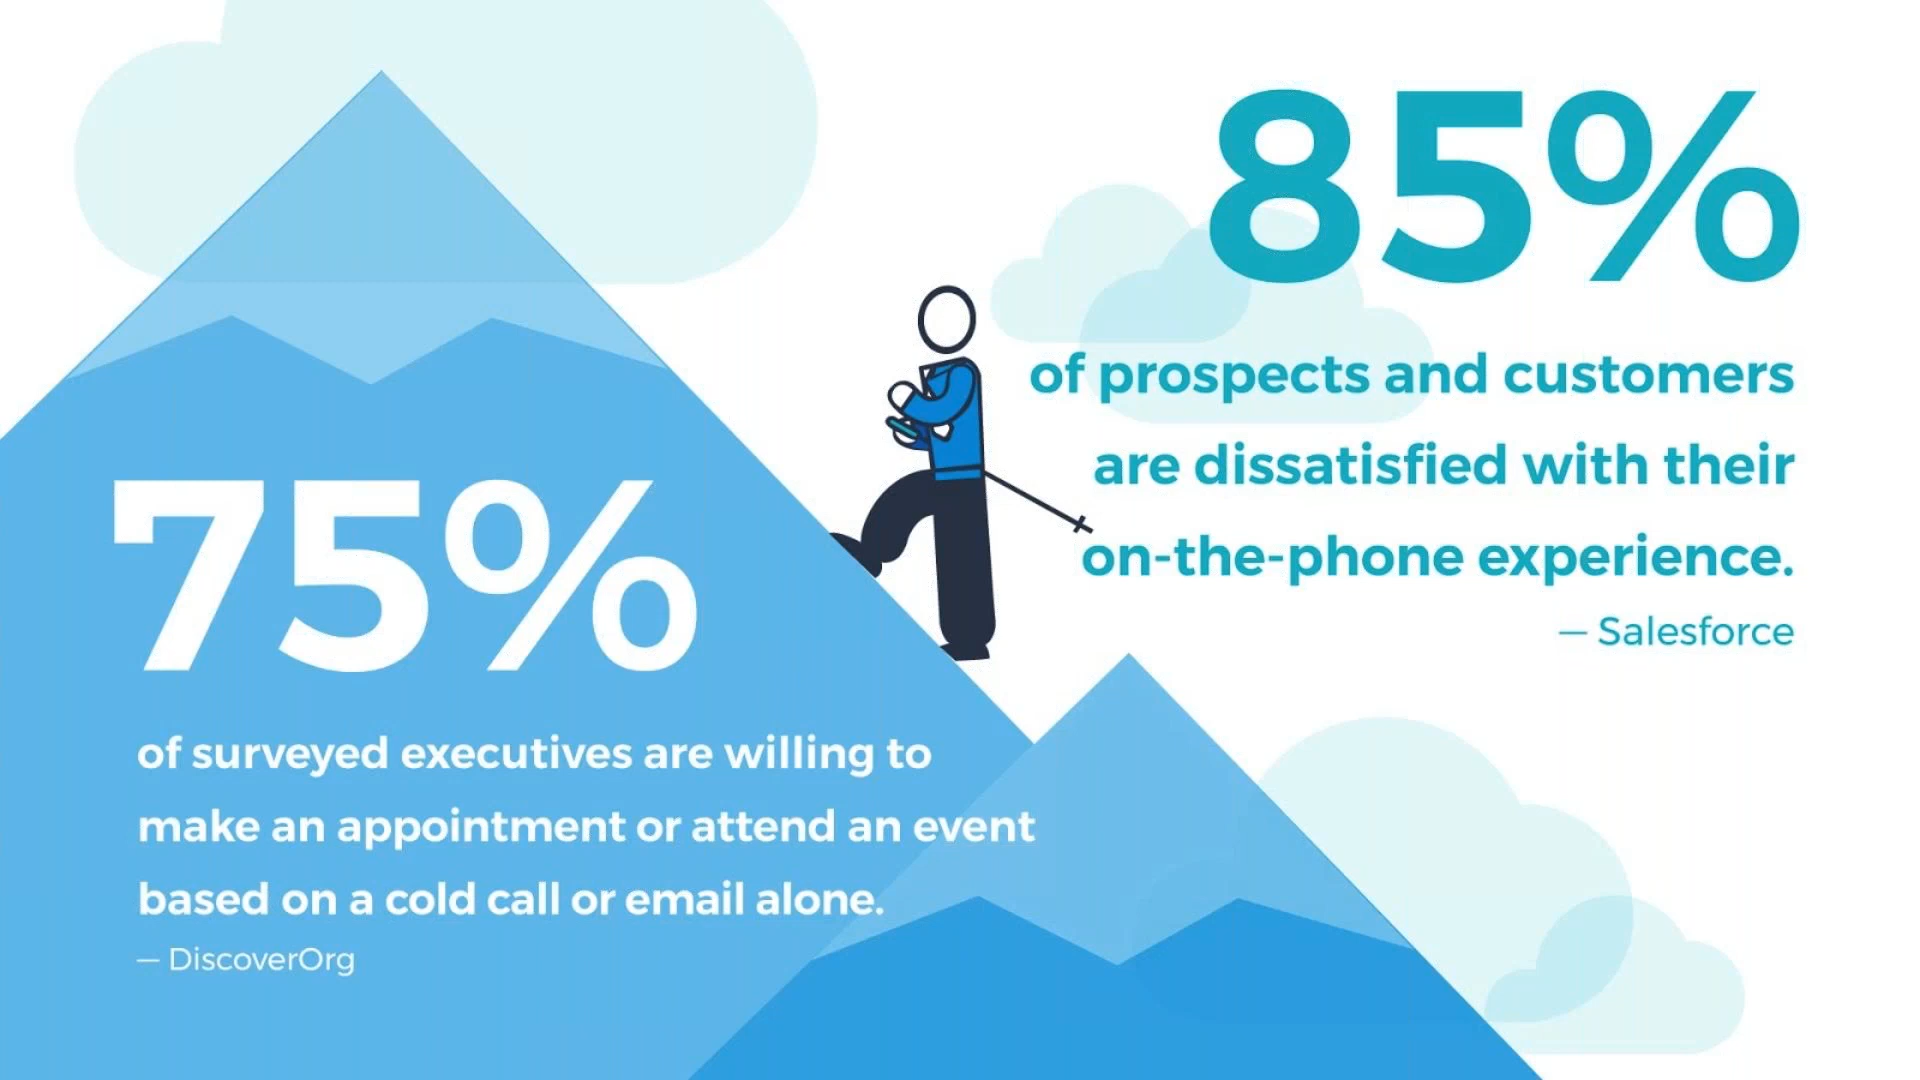 75%
of surveyed executives are willing to
make an appointment or attend an event
based on a cold call or email alone.
— DiscoverOrg
85%
of prospects and customers
are dissatisfied with their
on-the-phone experience.
— Salesforce